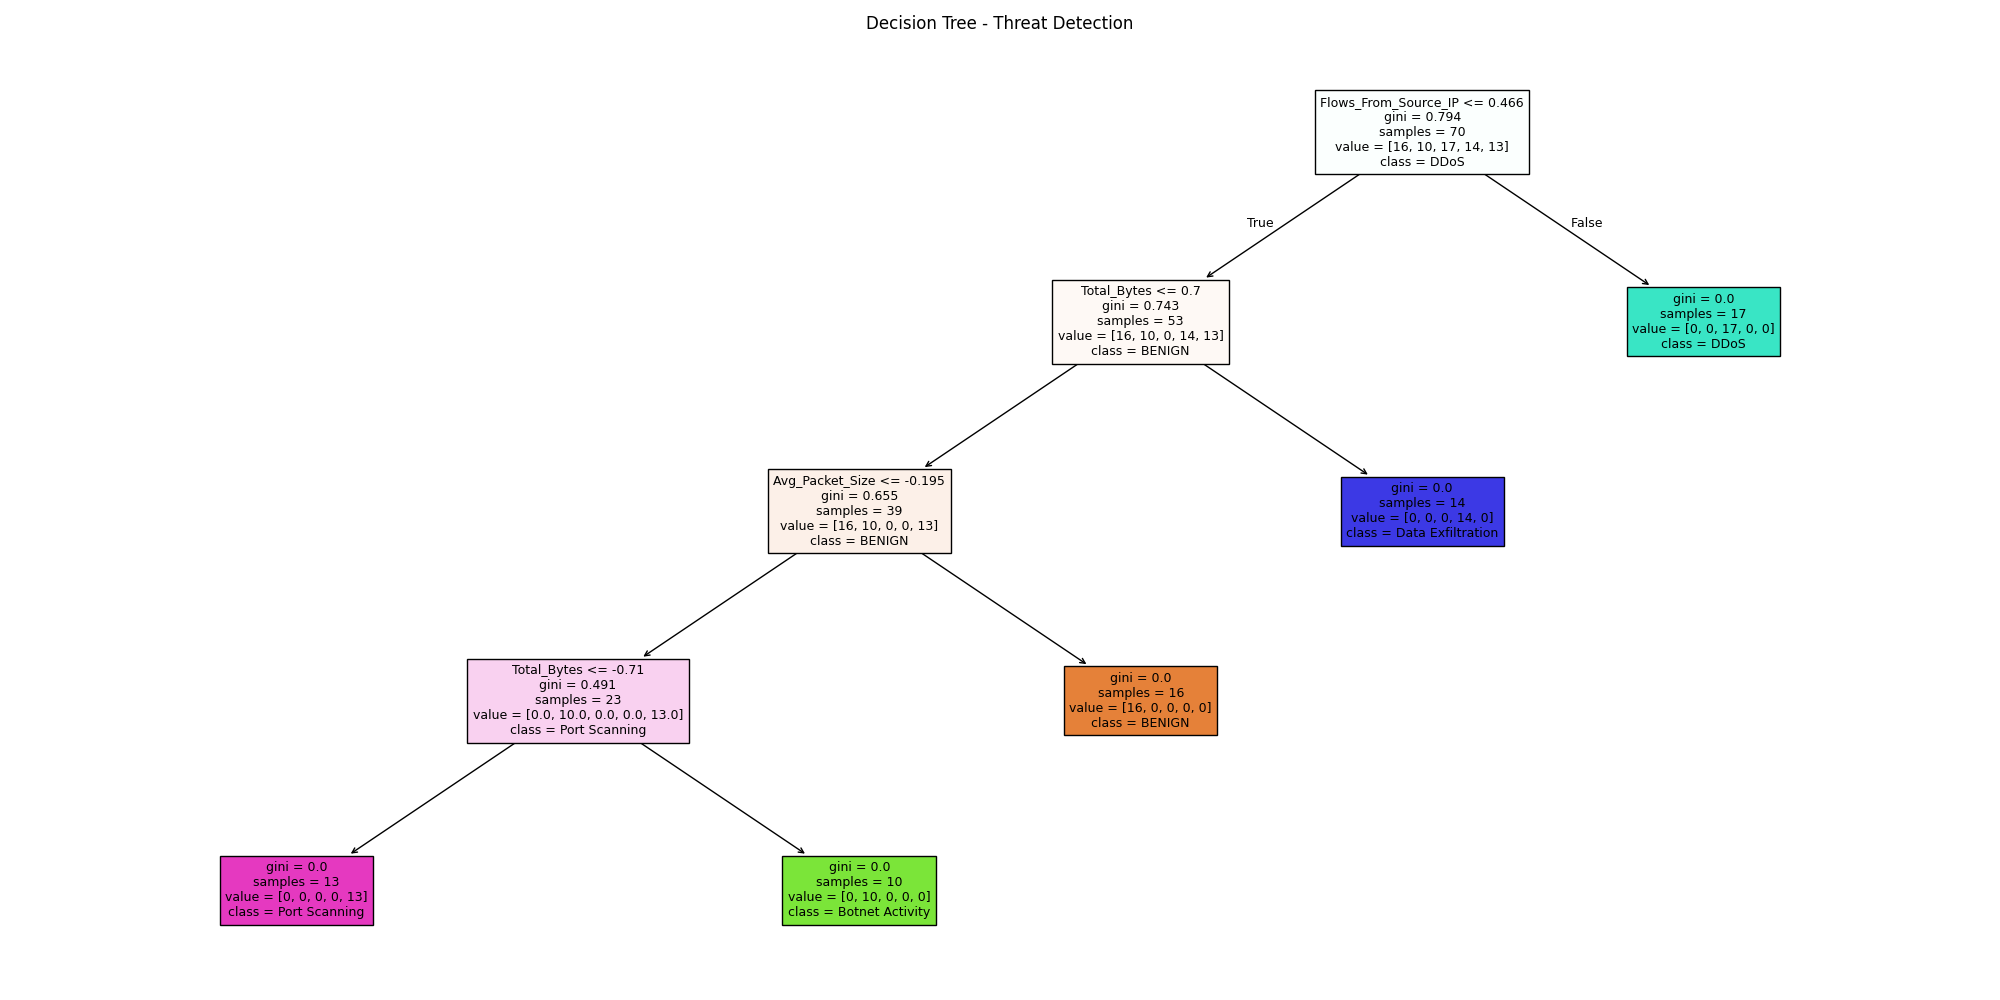 Decision Tree - Threat Detection
Flows_From_Source_IP <= 0.466
gini = 0.794
samples = 70
value = [16, 10, 17, 14, 13]
class = DDoS
True
False
Total_Bytes <= 0.7
gini = 0.743
samples = 53
value = [16, 10, 0, 14, 13]
class = BENIGN
gini = 0.0
samples = 17
value = [0, 0, 17, 0, 0]
class = DDoS
Avg_Packet_Size <= -0.195
gini = 0.655
samples = 39
value = [16, 10, 0, 0, 13]
class = BENIGN
gini = 0.0
samples = 14
value = [0, 0, 0, 14, 0]
class = Data Exfiltration
Total_Bytes <= -0.71
gini = 0.491
samples = 23
value = [0.0, 10.0, 0.0, 0.0, 13.0]
class = Port Scanning
gini = 0.0
samples = 16
value = [16, 0, 0, 0, 0]
class = BENIGN
gini = 0.0
samples = 13
value = [0, 0, 0, 0, 13]
class = Port Scanning
gini = 0.0
samples = 10
value = [0, 10, 0, 0, 0]
class = Botnet Activity